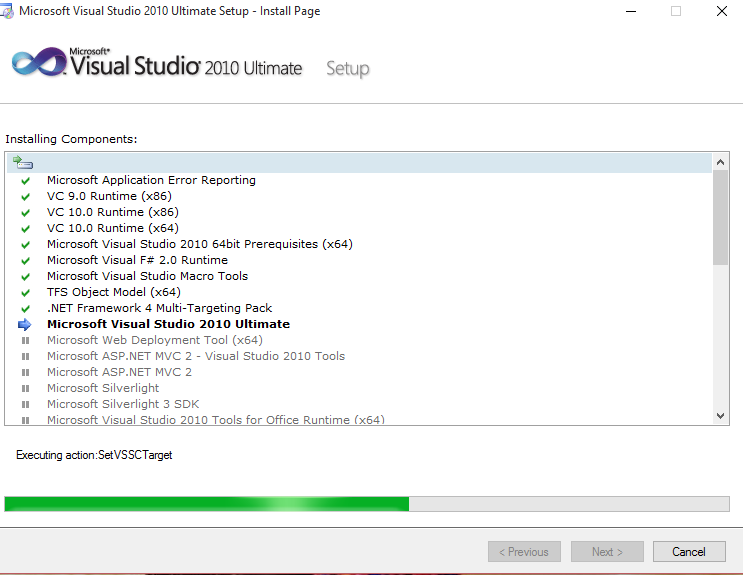 Microsoft Visual Studio 2010 Ultimate Setup - Install Page
Microsoft®
Visual Studio® 2010 Ultimate Setup
Installing Components:
Microsoft Application Error Reporting
VC 9.0 Runtime (x86)
VC 10.0 Runtime (x86)
VC 10.0 Runtime (x64)
Microsoft Visual Studio 2010 64bit Prerequisites (x64)
Microsoft Visual F# 2.0 Runtime
Microsoft Visual Studio Macro Tools
TFS Object Model (x64)
.NET Framework 4 Multi-Targeting Pack
Microsoft Visual Studio 2010 Ultimate
Microsoft Web Deployment Tool (x64)
Microsoft ASP.NET MVC 2 - Visual Studio 2010 Tools
Microsoft ASP.NET MVC 2
Microsoft Silverlight
Microsoft Silverlight 3 SDK
Microsoft Visual Studio 2010 Tools for Office Runtime (x64)
Executing action:SetVSSCTarget
< Previous Next > Cancel